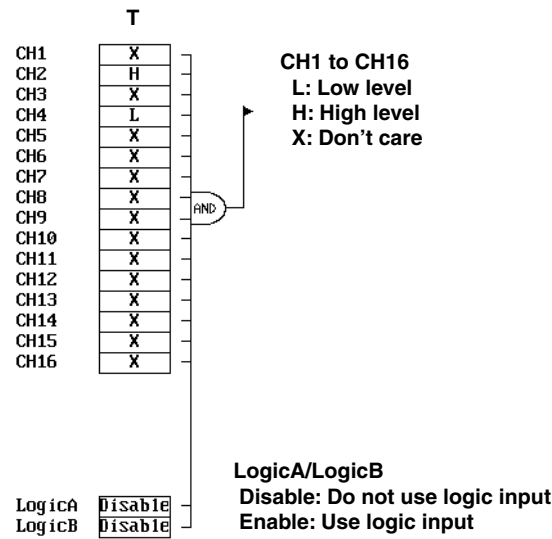 T
CH1 X
CH2 H
CH3 X
CH4 L
CH5 X
CH6 X
CH7 X
CH8 X
CH9 X
CH10 X
CH11 X
CH12 X
CH13 X
CH14 X
CH15 X
CH16 X
AND
CH1 to CH16
L: Low level
H: High level
X: Don't care
LogicA Disable
LogicB Disable
LogicA/LogicB
Disable: Do not use logic input
Enable: Use logic input